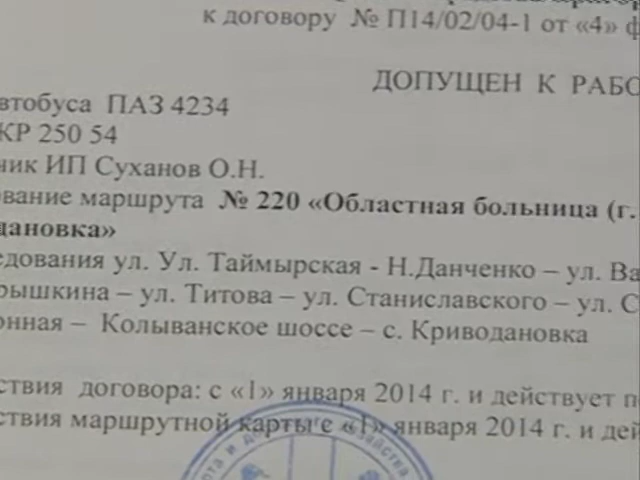 к договору № П14/02/04-1 от «4» ф
ДОПУЩЕН К РАБО
втобуса ПАЗ 4234
КР 250 54
ник ИП Суханов О.Н.
ование маршрута № 220 «Областная больница (г.
дановка»
едования ул. Ул. Таймырская - Н.Данченко – ул. Ва
рышкина – ул. Титова – ул. Станиславского – ул. С
онная – Колыванское шоссе – с. Криводановка
ствия договора: с «1» января 2014 г. и действует п
ствия маршрутной карты с «1» января 2014 г. и дей